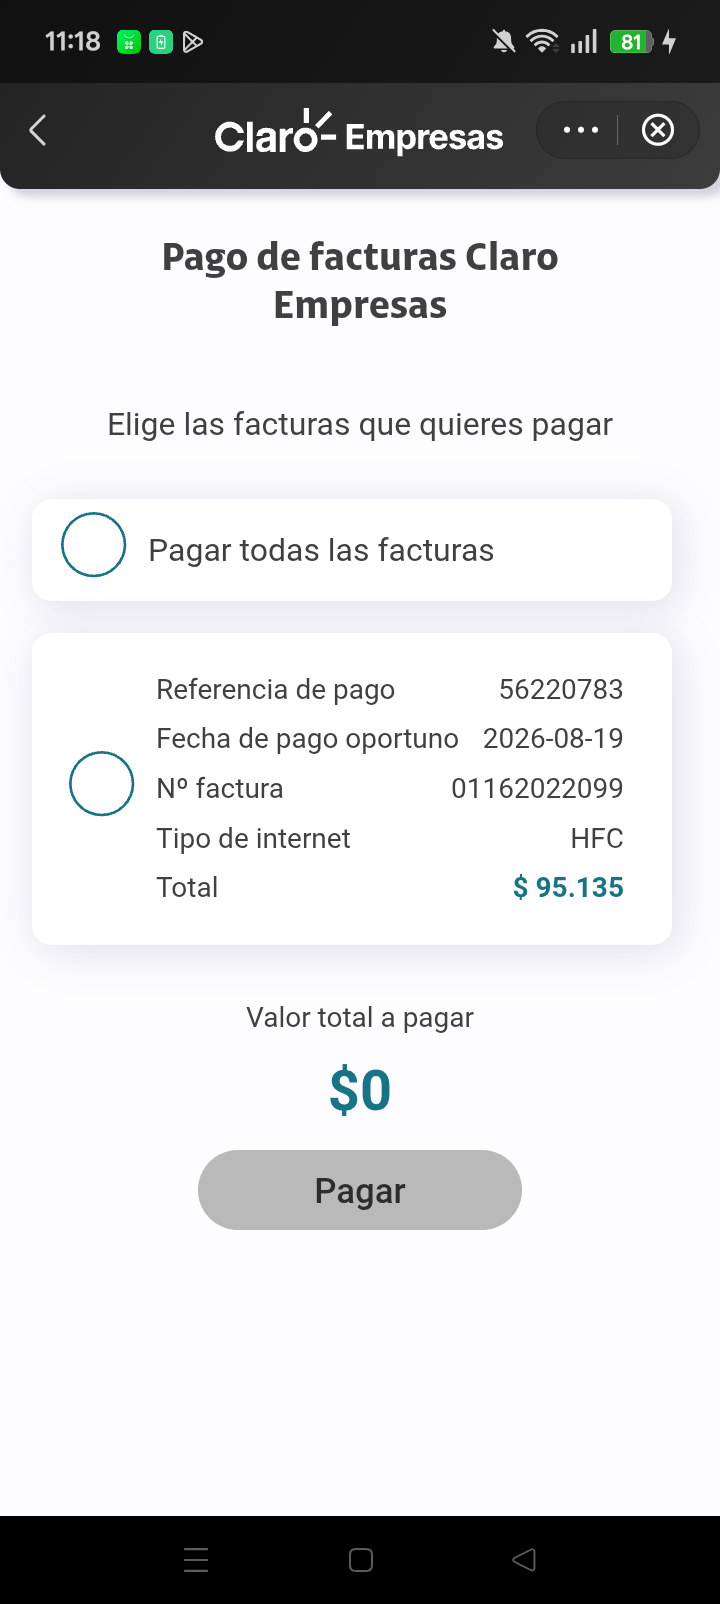 11:18
81
Claro Empresas
Pago de facturas Claro
Empresas
Elige las facturas que quieres pagar
Pagar todas las facturas
Referencia de pago 56220783
Fecha de pago oportuno 2026-08-19
Nº factura 01162022099
Tipo de internet HFC
Total $ 95.135
Valor total a pagar
$0
Pagar